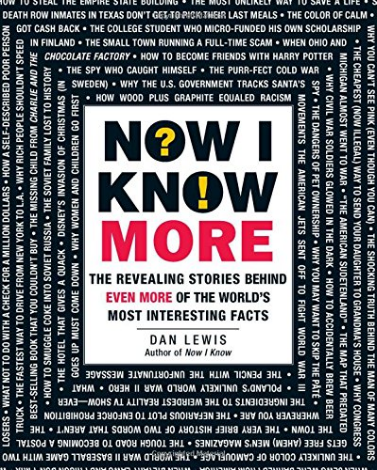 HOW TO STEAL THE EMPIRE STATE BUILDING • THE MOST UNLIKELY WAY TO SAVE A LIFE •
DEATH INMATES IN TEXAS DON'T GET TO PICK THEIR LAST MEALS • THE COLOR OF CALM •
GOT CASH BACK • THE COLLEGE STUDENT WHO MICRO-FUNDED HIS OWN SCHOLARSHIP
IN FINLAND • THE SMALL TOWN RUNNING A FULL-TIME SCAM • WHEN OHIO AND
CHOCOLATE FACTORY • HOW TO BECOME FRIENDS WITH HARRY POTTER
• THE SPY WHO CAUGHT HIMSELF • THE PURR-FECT COLD WAR
SWEDEN) • WHY THE U.S. GOVERNMENT TRACKS SANTA'S
HOW WOOD PLUS GRAPHITE EQUALED RACISM
NOW I
KNOW!
MORE
THE REVEALING STORIES BEHIND
EVEN MORE OF THE WORLD'S
MOST INTERESTING FACTS
DAN LEWIS
Author of Now I Know
LOSERS • WHAT NOT TO DO WITH A CHECK FOR A MILLION DOLLARS • HOW A SELF-DESCRIBED POOR PERSON
TRUCK • THE FASTEST WAY TO DRIVE FROM NEW YORK TO L.A. • WHY RICH PEOPLE SHOULDN'T SPEED
BEST-SELLING BOOK THAT YOU COULDN'T BUY • THE MISSING CHILD FROM CHARLIE AND THE
• HOW TO SMUGGLE COKE INTO SOVIET RUSSIA • THE SOVIET FAMILY LOST TO HISTORY
THE HOTEL THAT GIVES A QUACK • DISNEY'S INVASION OF CHRISTMAS (IN
GOES UP MUST COME DOWN • WHY WOMEN AND CHILDREN GO FIRST
WHY YOU CAN'T SEE PINK (EVEN THOUGH YOU CAN) • THE SHOCKING TRUTH BEHIND THE MAN OF MANY COLORS
THE CHEAPEST (NOW ILLEGAL) WAY TO SEND YOUR DAUGHTER TO GRANDMA'S HOUSE • WHY CONGRESS
MICHIGAN ALMOST WENT TO WAR • "THE AMERICAN SUDETENLAND" • THE MAP THAT PREDATED
• WHY CIVIL WAR SOLDIERS GLOWED IN THE DARK • HOW TO ACCIDENTALLY BREW BEER
SPY • THE DANGERS OF PET OWNERSHIP • WHY YOU MAY WANT TO SKIP THE PÂTÉ
MOVEMENTS • THE AMERICAN JETS SENT OFF TO FIGHT WORLD WAR III
• THE PENCIL WITH THE UNFORTUNATE MESSAGE
POLAND'S UNLIKELY WORLD WAR II HERO • WHAT
THE INGREDIENTS TO THE WEIRDEST REALITY TV SHOW—EVER
WHEREVER YOU ARE • THE NEFARIOUS PLOT TO ENFORCE PROHIBITION
DOWN • THE VERY BRIEF HISTORY OF TWO WORDS THAT AREN'T • THE
GETS FREE (AHEM) MEN'S MAGAZINES • THE TOUGH ROAD TO BECOMING A POSTAL
UNLIKELY COLOR OF CAMOUFLAGE • THE WORLD WAR II BASEBALL GAME WITH TWO